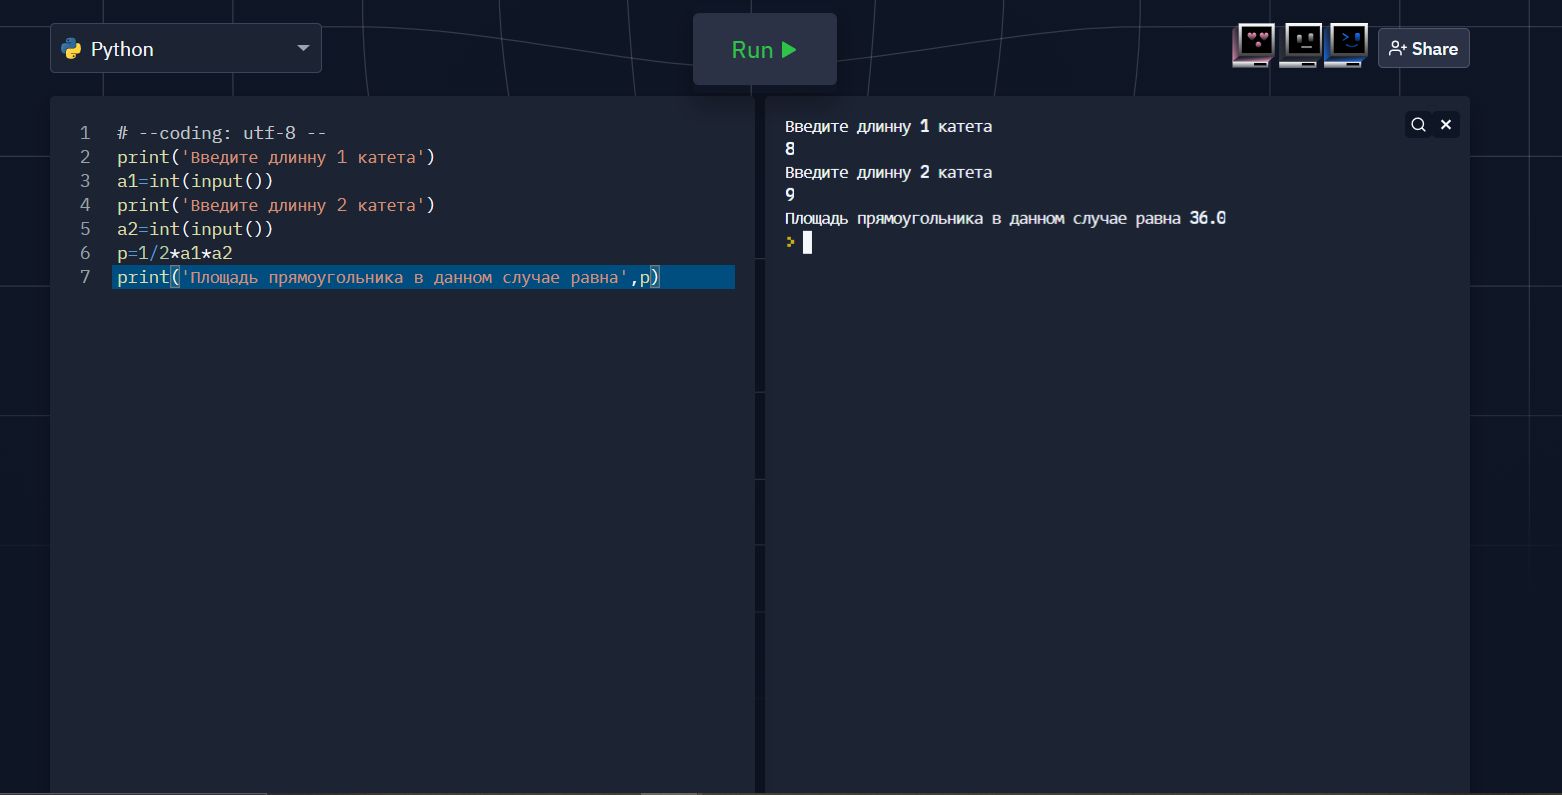 Python
Run
Share
1 # --coding: utf-8 --
2 print('Введите длинну 1 катета')
3 a1=int(input())
4 print('Введите длинну 2 катета')
5 a2=int(input())
6 p=1/2*a1*a2
7 print('Площадь прямоугольника в данном случае равна',p)
Введите длинну 1 катета
8
Введите длинну 2 катета
9
Площадь прямоугольника в данном случае равна 36.0
>